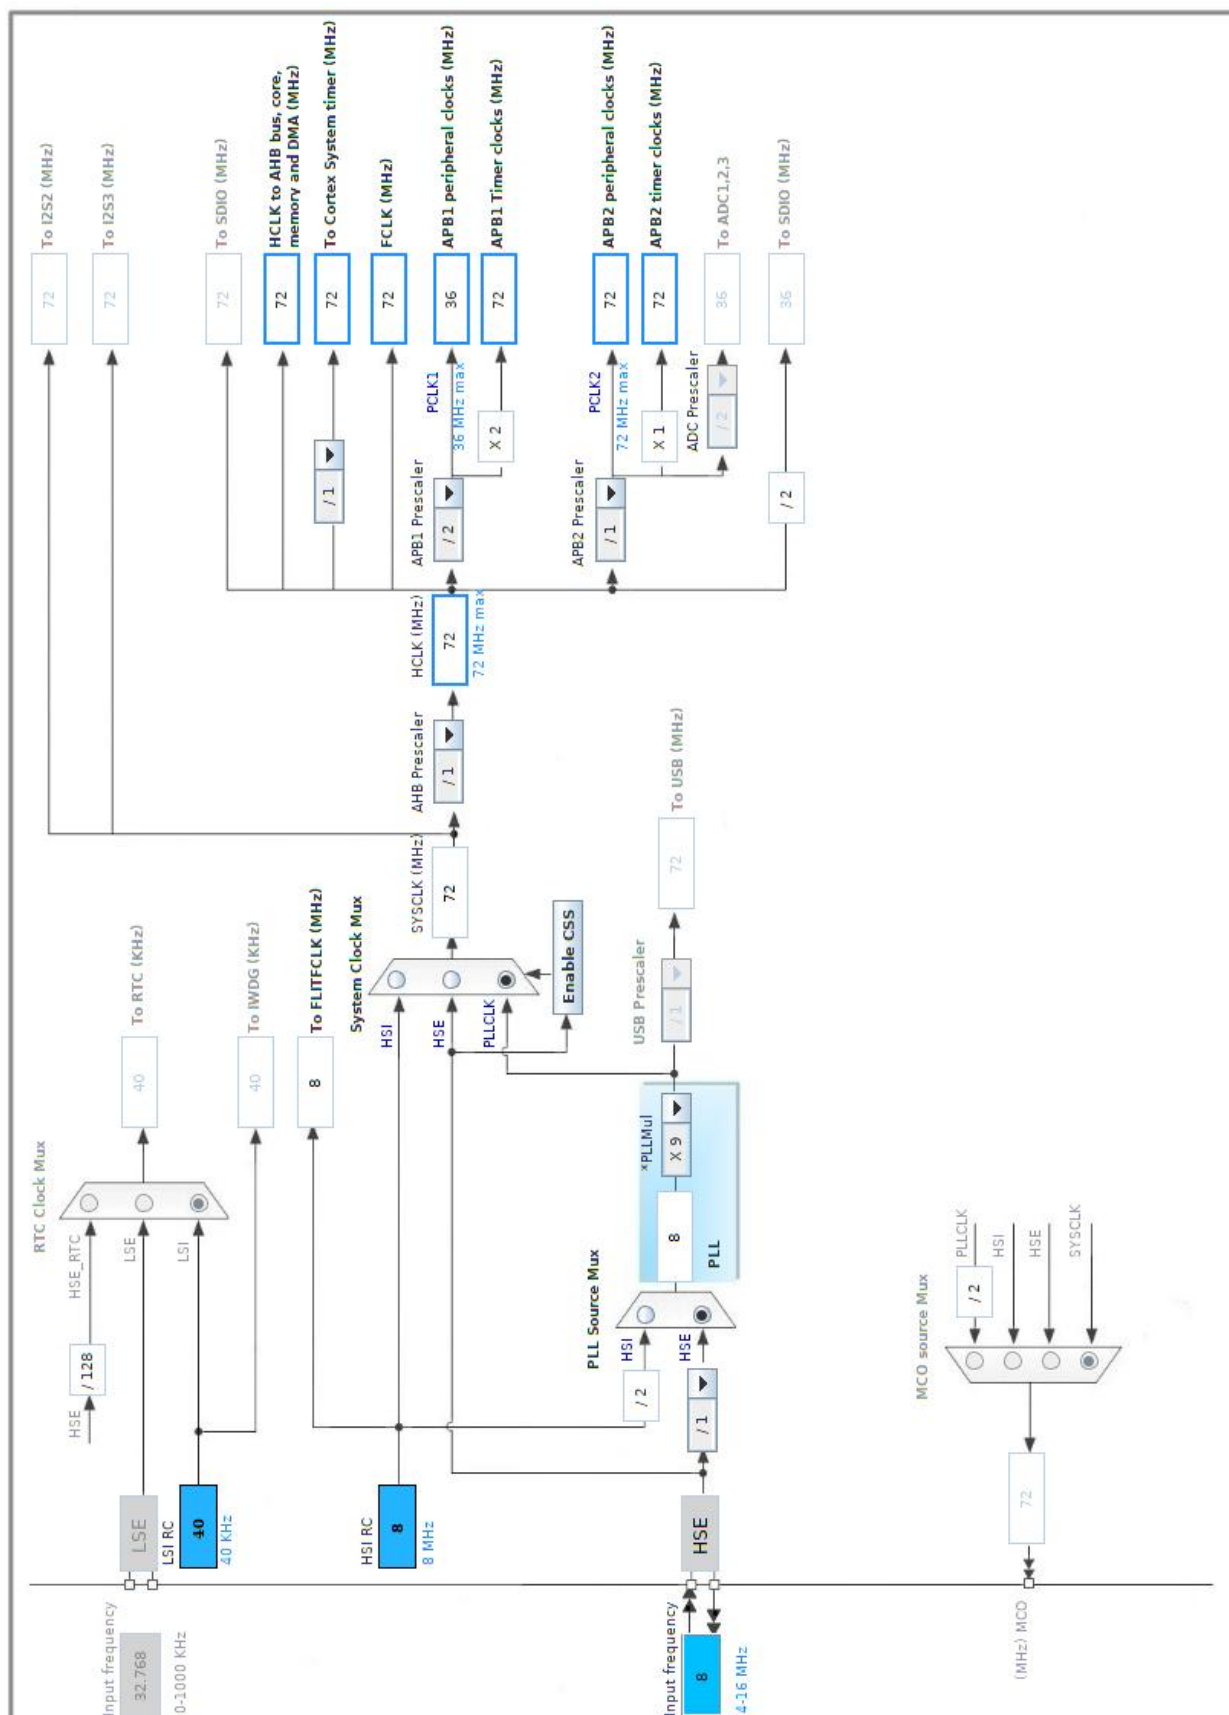 Input frequency
32.768
0-1000 KHz
LSE
LSI RC
40
40 KHz
HSE
/ 128
HSE_RTC
LSE
LSI
RTC Clock Mux
40
To RTC (KHz)
40
To IWDG (KHz)
8
To FLITFCLK (MHz)
HSI RC
8
8 MHz
Input frequency
8
4-16 MHz
HSE
/ 1
/ 2
HSI
HSE
PLL Source Mux
8
PLL
*PLLMul
X 9
System Clock Mux
HSI
HSE
PLLCLK
Enable CSS
USB Prescaler
/ 1
72
To USB (MHz)
SYSCLK (MHz)
72
AHB Prescaler
/ 1
HCLK (MHz)
72
72 MHz max
72
To I2S2 (MHz)
72
To I2S3 (MHz)
72
To SDIO (MHz)
72
HCLK to AHB bus, core,
memory and DMA (MHz)
/ 1
72
To Cortex System timer (MHz)
72
FCLK (MHz)
APB1 Prescaler
/ 2
PCLK1
36 MHz max
36
APB1 peripheral clocks (MHz)
X 2
72
APB1 Timer clocks (MHz)
APB2 Prescaler
/ 1
PCLK2
72 MHz max
72
APB2 peripheral clocks (MHz)
X 1
72
APB2 timer clocks (MHz)
ADC Prescaler
/ 2
36
To ADC1,2,3
/ 2
36
To SDIO (MHz)
(MHz) MCO
72
MCO source Mux
/ 2
PLLCLK
HSI
HSE
SYSCLK